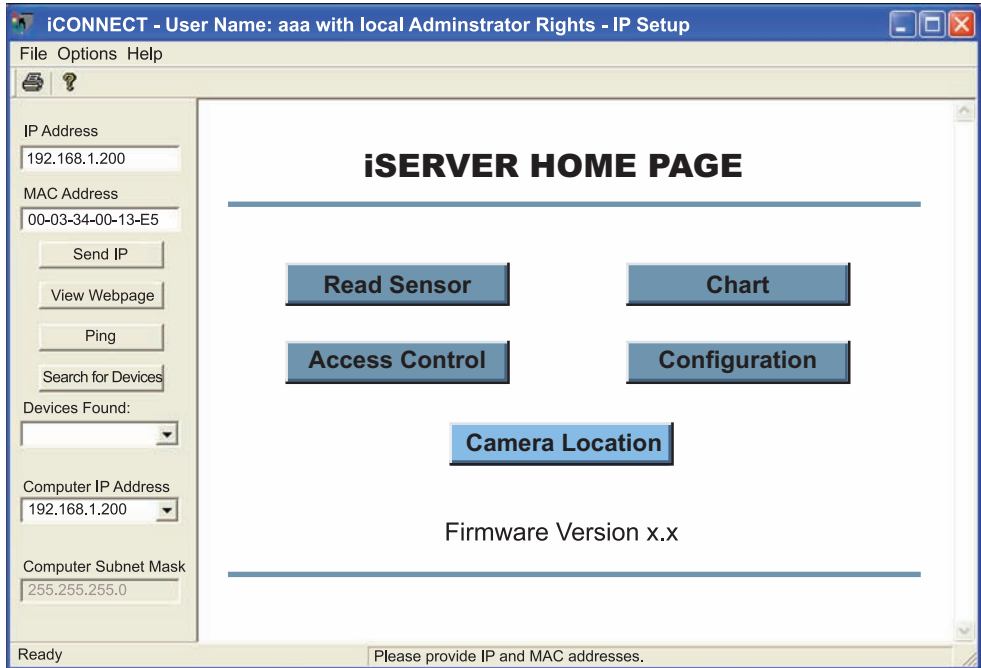 iCONNECT - User Name: aaa with local Adminstrator Rights - IP Setup
File Options Help
IP Address
192.168.1.200
MAC Address
00-03-34-00-13-E5
Send IP
View Webpage
Ping
Search for Devices
Devices Found:
Computer IP Address
192.168.1.200
Computer Subnet Mask
255.255.255.0
iSERVER HOME PAGE
Read Sensor
Chart
Access Control
Configuration
Camera Location
Firmware Version x.x
Ready
Please provide IP and MAC addresses.